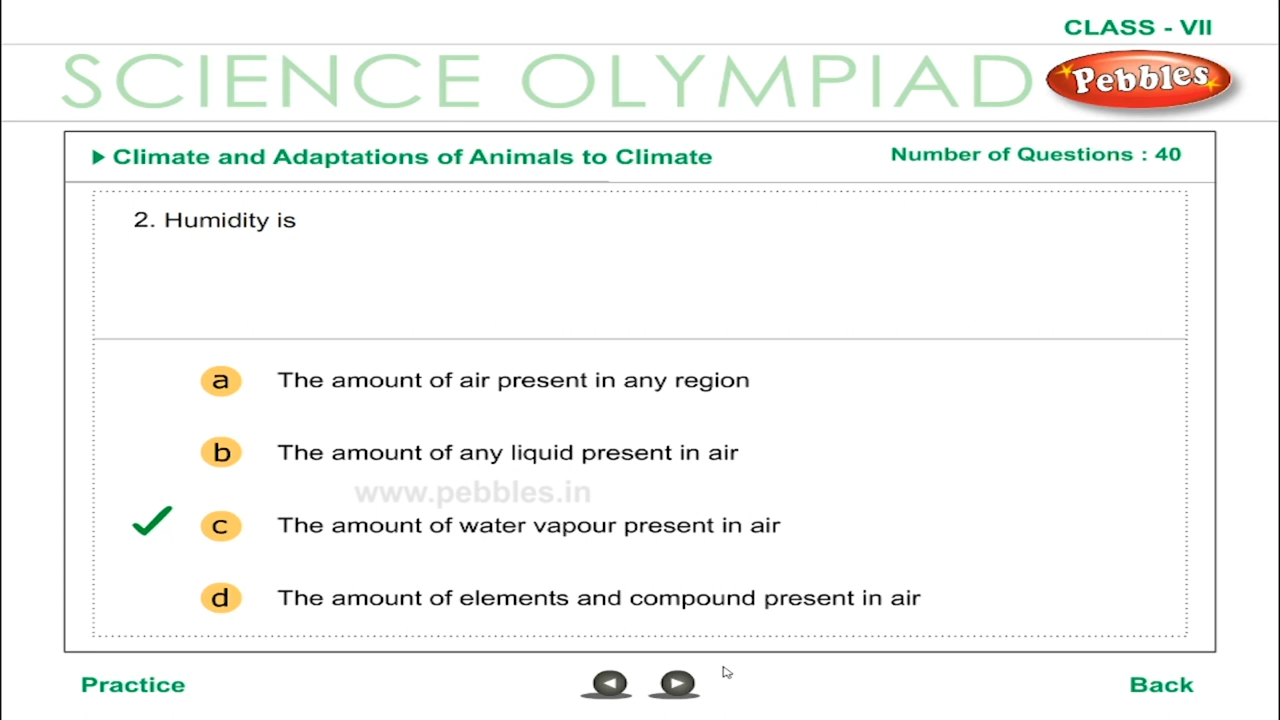 CLASS - VII
SCIENCE OLYMPIAD
Pebbles
Climate and Adaptations of Animals to Climate
Number of Questions : 40
2. Humidity is
a The amount of air present in any region
b The amount of any liquid present in air
www.pebbles.in
c The amount of water vapour present in air
d The amount of elements and compound present in air
Practice
Back